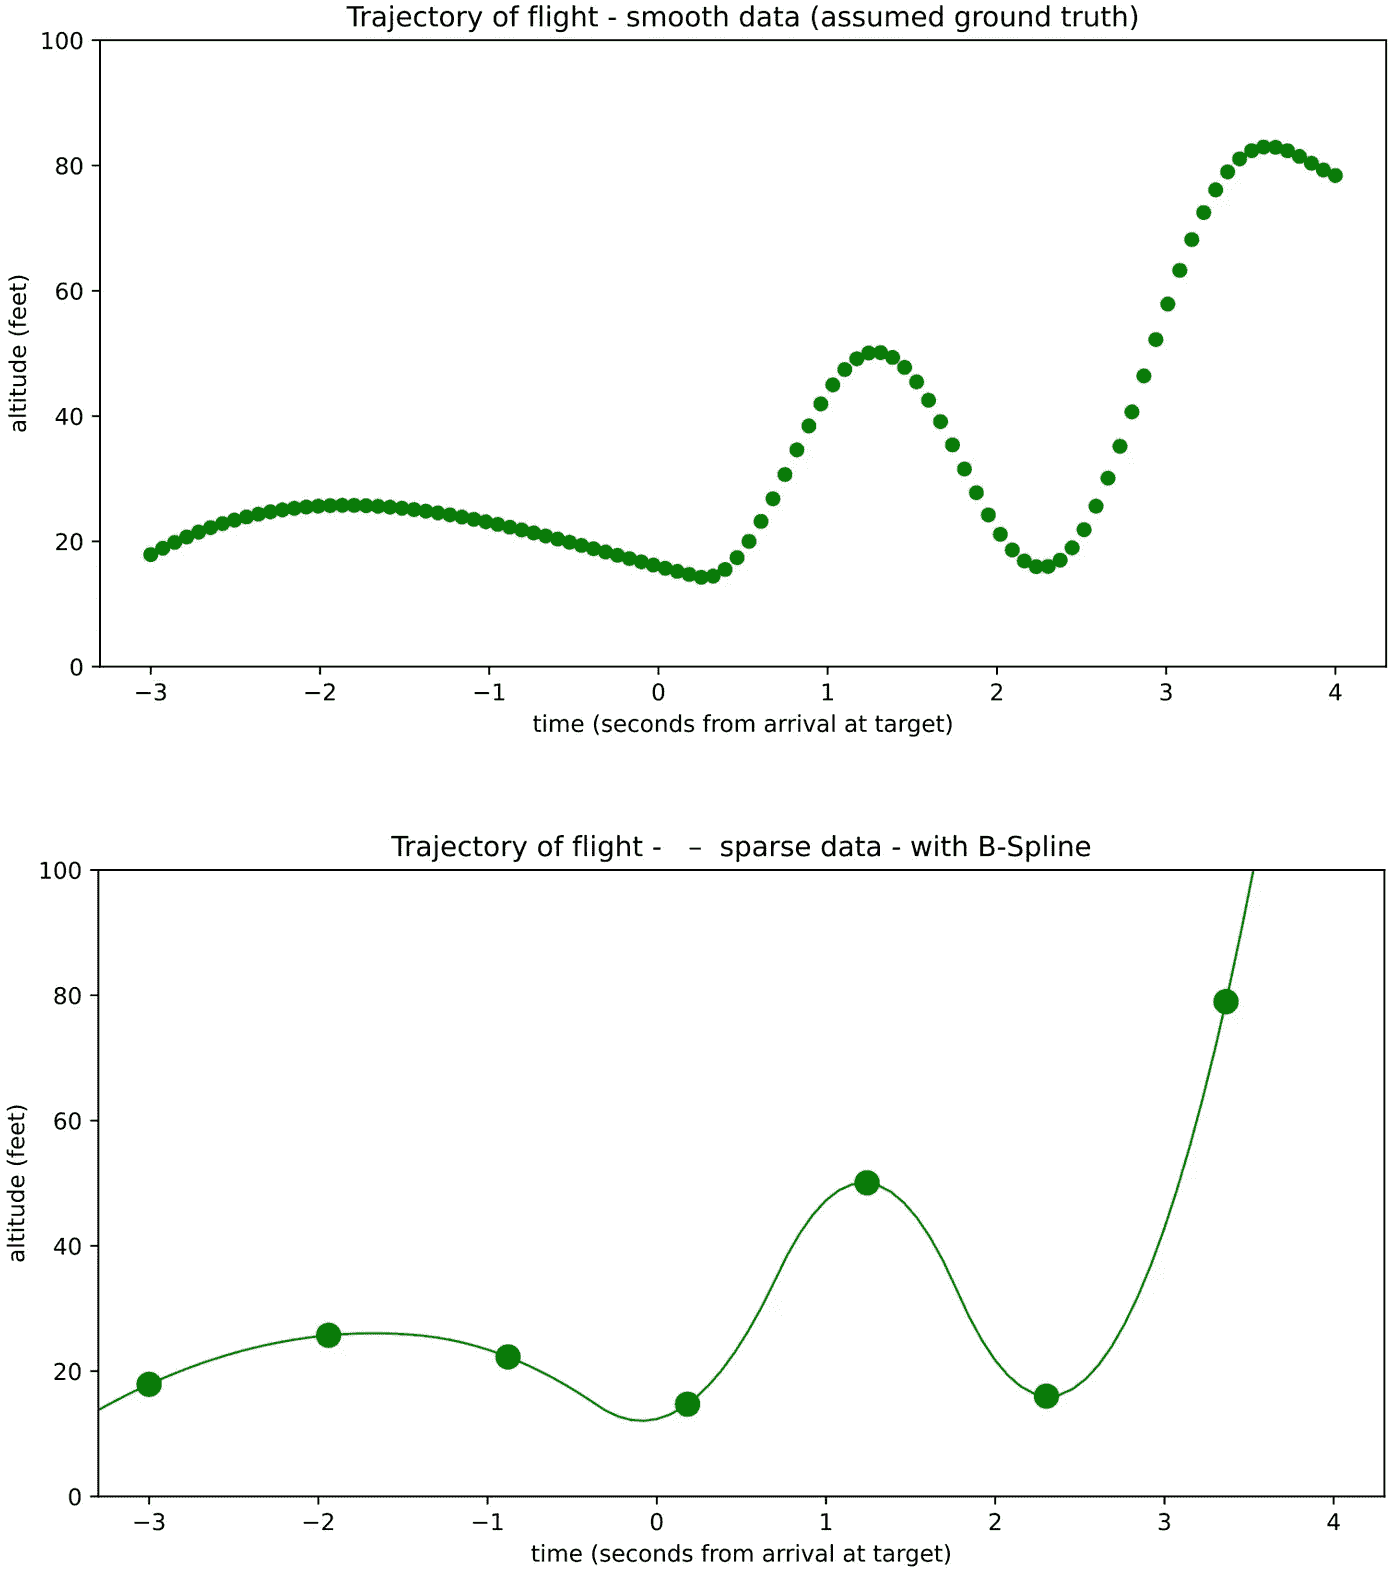 Trajectory of flight - smooth data (assumed ground truth)
100
80
60
40
20
0
altitude (feet)
−3 −2 −1 0 1 2 3 4
time (seconds from arrival at target)
Trajectory of flight -  –  sparse data - with B-Spline
100
80
60
40
20
0
altitude (feet)
−3 −2 −1 0 1 2 3 4
time (seconds from arrival at target)